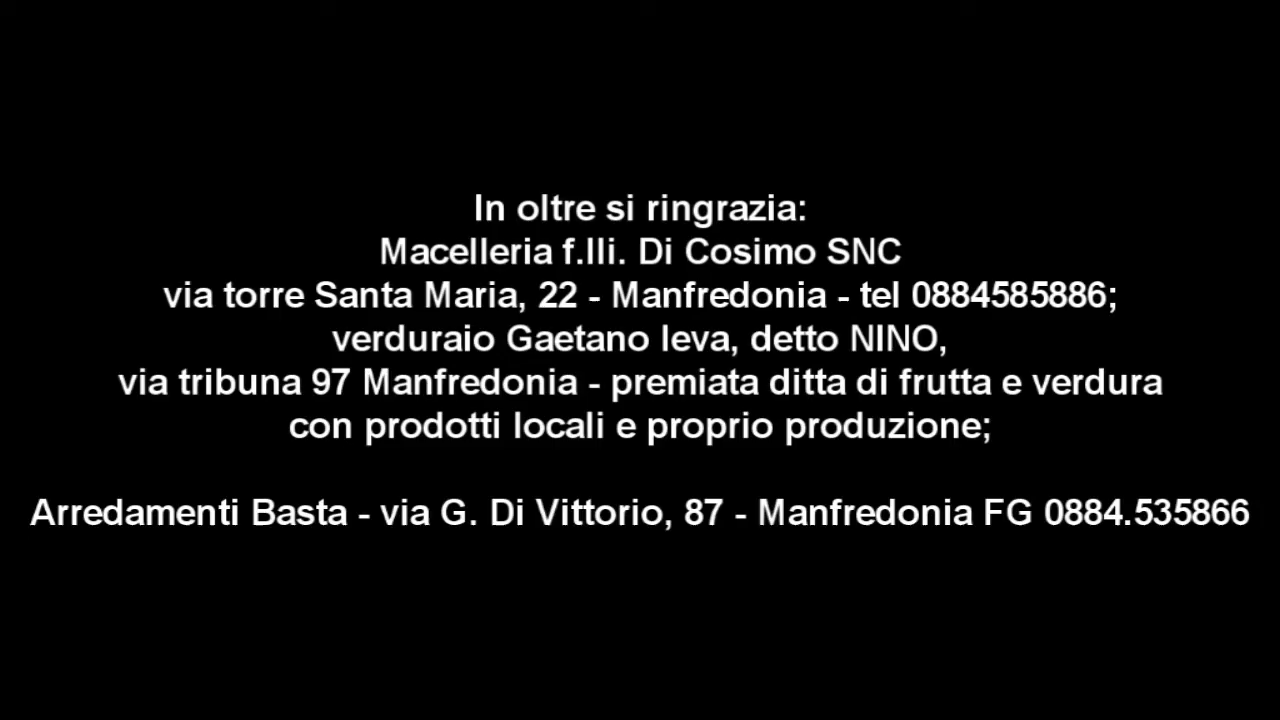 In oltre si ringrazia:
Macelleria f.lli. Di Cosimo SNC
via torre Santa Maria, 22 - Manfredonia - tel 0884585886;
verduraio Gaetano Ieva, detto NINO,
via tribuna 97 Manfredonia - premiata ditta di frutta e verdura
con prodotti locali e proprio produzione;
Arredamenti Basta - via G. Di Vittorio, 87 - Manfredonia FG 0884.535866